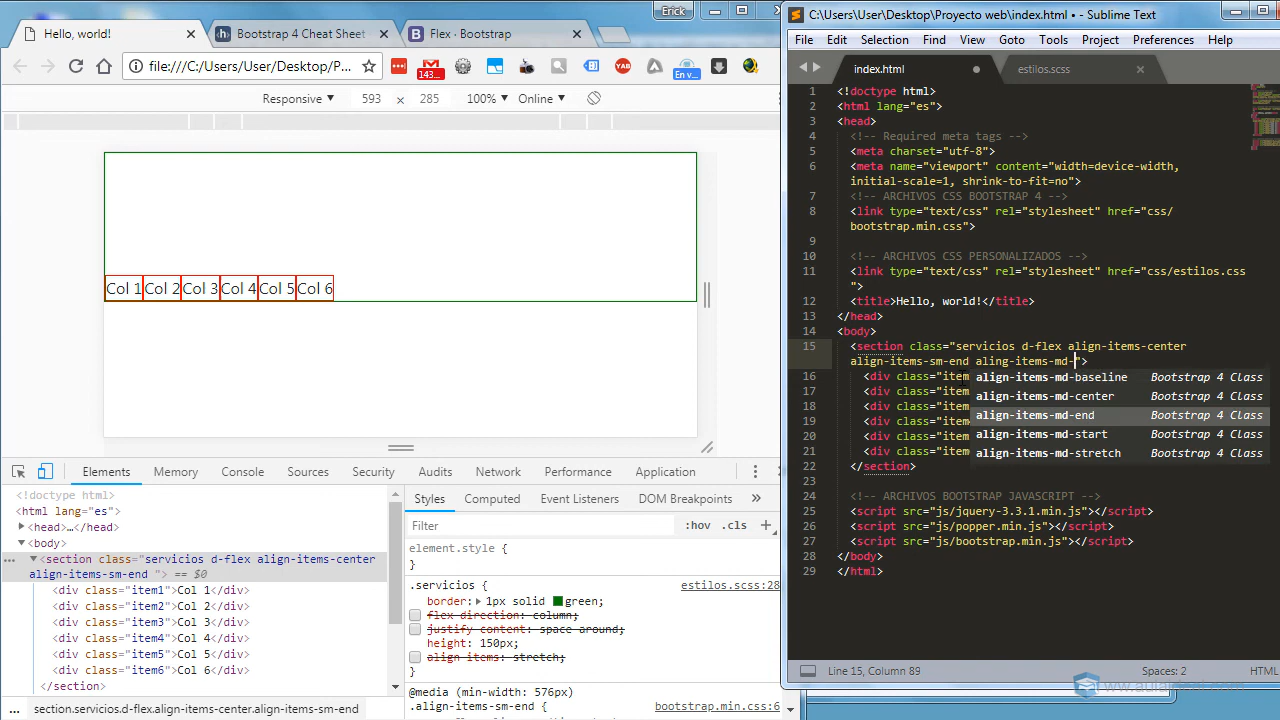 Erick
Hello, world!
Bootstrap 4 Cheat Sheet
Flex · Bootstrap
file:///C:/Users/User/Desktop/P...
143...
YAB
En v...
Responsive ▼ 593 x 285 100% ▼ Online ▼
Col 1 Col 2 Col 3 Col 4 Col 5 Col 6
Elements Memory Console Sources Security Audits Network Performance Application
<!doctype html>
<html lang="es">
▶<head>…</head>
▼<body>
▼<section class="servicios d-flex align-items-center
align-items-sm-end "> == $0
<div class="item1">Col 1</div>
<div class="item2">Col 2</div>
<div class="item3">Col 3</div>
<div class="item4">Col 4</div>
<div class="item5">Col 5</div>
<div class="item6">Col 6</div>
</section>
... section.servicios.d-flex.align-items-center.align-items-sm-end
Styles Computed Event Listeners DOM Breakpoints »
Filter :hov .cls +
element.style {
}
.servicios { estilos.scss:28
border:▶ 1px solid green;
flex-direction: column;
justify-content: space-around;
height: 150px;
align-items: stretch;
}
@media (min-width: 576px)
.align-items-sm-end { bootstrap.min.css:6
C:\Users\User\Desktop\Proyecto web\index.html • - Sublime Text
File Edit Selection Find View Goto Tools Project Preferences Help
index.html estilos.scss
1 <!doctype html>
2 <html lang="es">
3 <head>
4 <!-- Required meta tags -->
5 <meta charset="utf-8">
6 <meta name="viewport" content="width=device-width,
initial-scale=1, shrink-to-fit=no">
7 <!-- ARCHIVOS CSS BOOTSTRAP 4 -->
8 <link type="text/css" rel="stylesheet" href="css/
bootstrap.min.css">
9
10 <!-- ARCHIVOS CSS PERSONALIZADOS -->
11 <link type="text/css" rel="stylesheet" href="css/estilos.css
">
12 <title>Hello, world!</title>
13 </head>
14 <body>
15 <section class="servicios d-flex align-items-center
align-items-sm-end aling-items-md-">
16 <div class="item
17 <div class="item
18 <div class="item
19 <div class="item
20 <div class="item
21 <div class="item
align-items-md-baseline Bootstrap 4 Class
align-items-md-center Bootstrap 4 Class
align-items-md-end Bootstrap 4 Class
align-items-md-start Bootstrap 4 Class
align-items-md-stretch Bootstrap 4 Class
22 </section>
23
24 <!-- ARCHIVOS BOOTSTRAP JAVASCRIPT -->
25 <script src="js/jquery-3.3.1.min.js"></script>
26 <script src="js/popper.min.js"></script>
27 <script src="js/bootstrap.min.js"></script>
28 </body>
29 </html>
Line 15, Column 89 Spaces: 2 HTML